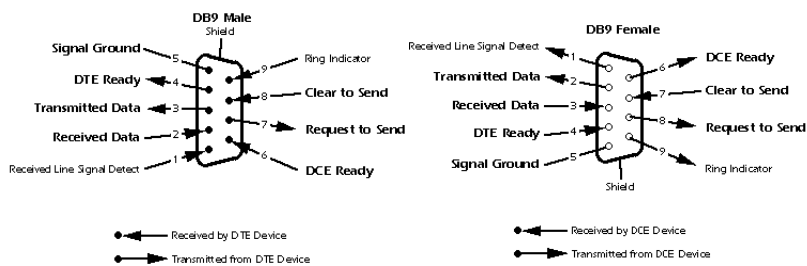 DB9 Male
Shield
Signal Ground
5
9
Ring Indicator
DTE Ready
4
8
Clear to Send
Transmitted Data
3
7
Request to Send
Received Data
2
Received Line Signal Detect
1
6
DCE Ready
Received by DTE Device
Transmitted from DTE Device
DB9 Female
Received Line Signal Detect
1
6
DCE Ready
Transmitted Data
2
7
Clear to Send
Received Data
3
8
Request to Send
DTE Ready
4
Signal Ground
5
9
Ring Indicator
Shield
Received by DCE Device
Transmitted from DCE Device